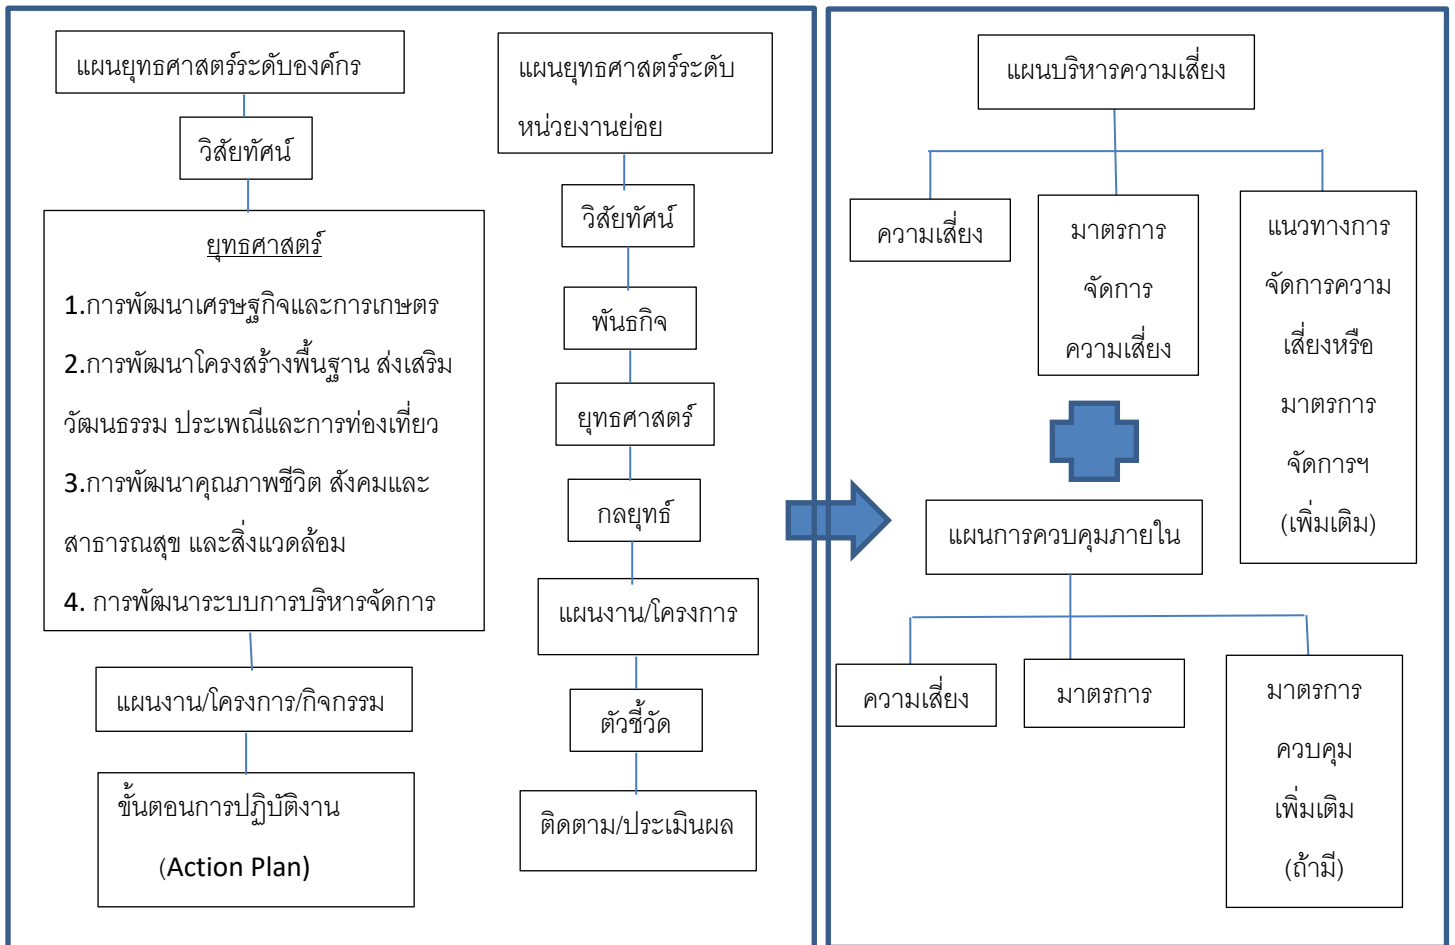 แผนยุทธศาสตร์ระดับองค์กร
วิสัยทัศน์
ยุทธศาสตร์
1.การพัฒนาเศรษฐกิจและการเกษตร
2.การพัฒนาโครงสร้างพื้นฐาน ส่งเสริม
วัฒนธรรม ประเพณีและการท่องเที่ยว
3.การพัฒนาคุณภาพชีวิต สังคมและ
สาธารณสุข และสิ่งแวดล้อม
4. การพัฒนาระบบการบริหารจัดการ
แผนงาน/โครงการ/กิจกรรม
ขั้นตอนการปฏิบัติงาน
(Action Plan)
แผนยุทธศาสตร์ระดับ
หน่วยงานย่อย
วิสัยทัศน์
พันธกิจ
ยุทธศาสตร์
กลยุทธ์
แผนงาน/โครงการ
ตัวชี้วัด
ติดตาม/ประเมินผล
แผนบริหารความเสี่ยง
ความเสี่ยง
มาตรการ
จัดการ
ความเสี่ยง
แนวทางการ
จัดการความ
เสี่ยงหรือ
มาตรการ
จัดการฯ
(เพิ่มเติม)
แผนการควบคุมภายใน
ความเสี่ยง
มาตรการ
มาตรการ
ควบคุม
เพิ่มเติม
(ถ้ามี)